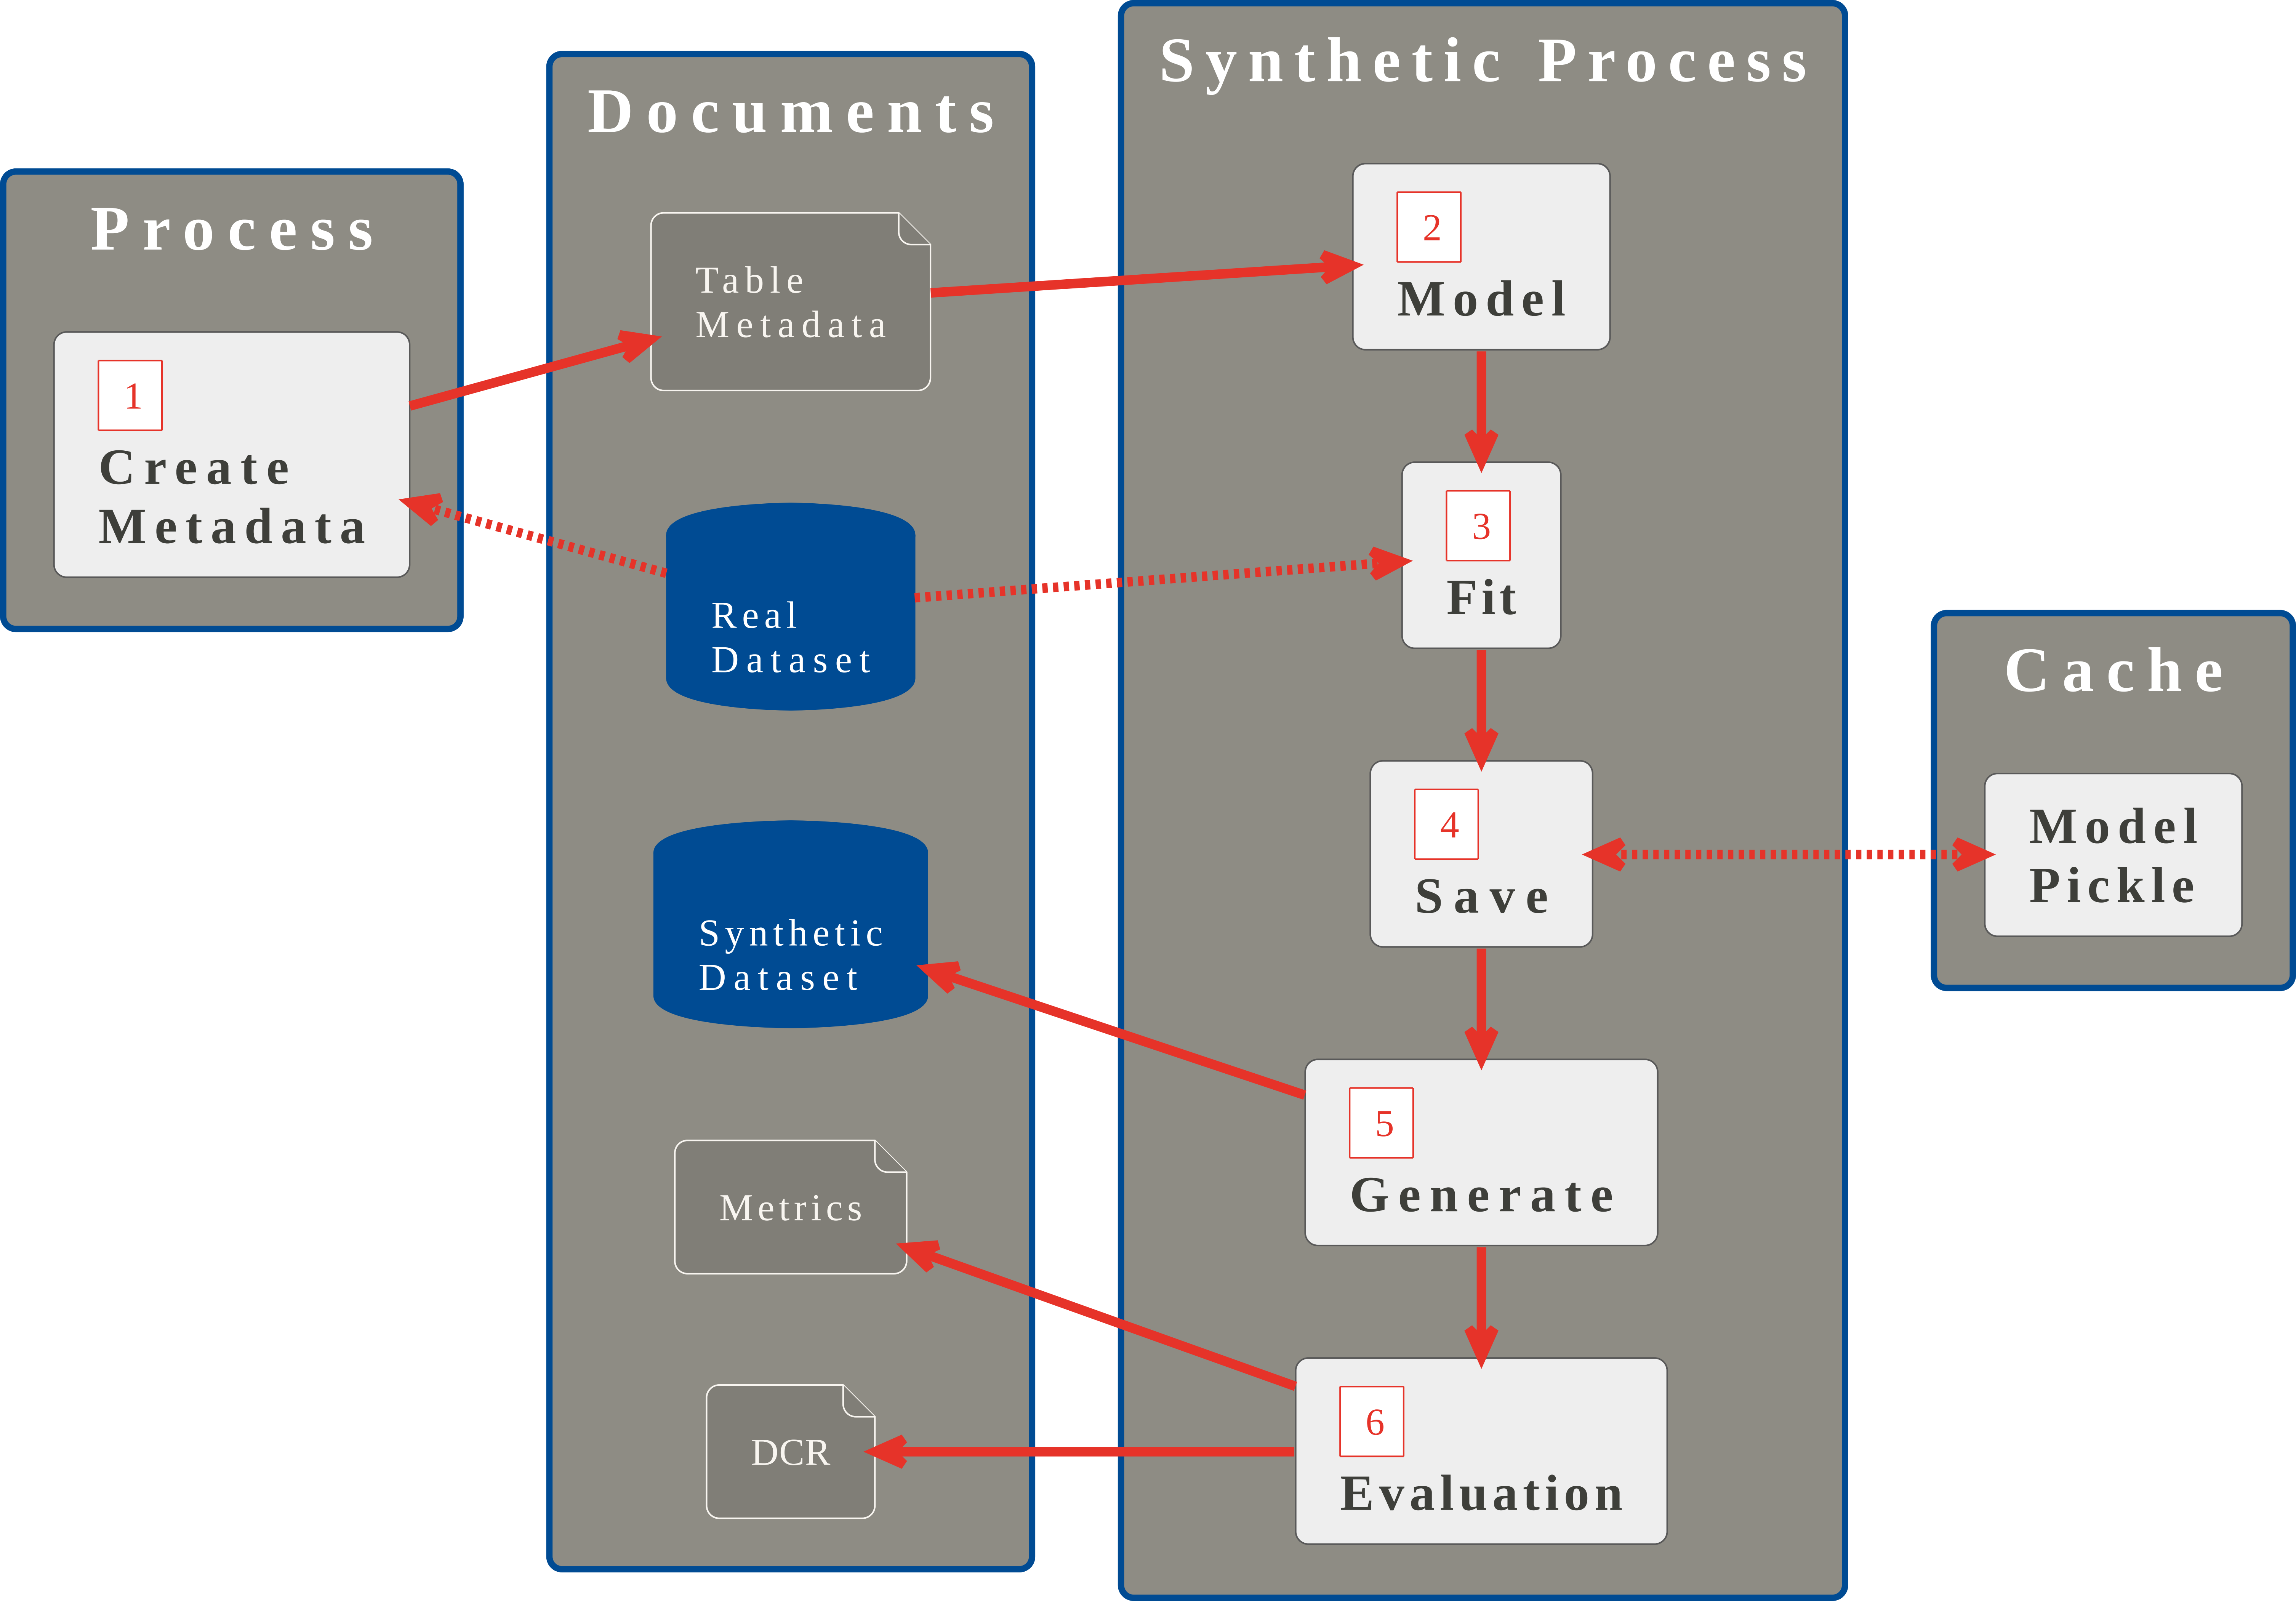 Process
1
Create
Metadata
Documents
Table
Metadata
Real
Dataset
Synthetic
Dataset
Metrics
DCR
Synthetic Process
2
Model
3
Fit
4
Save
5
Generate
6
Evaluation
Cache
Model
Pickle